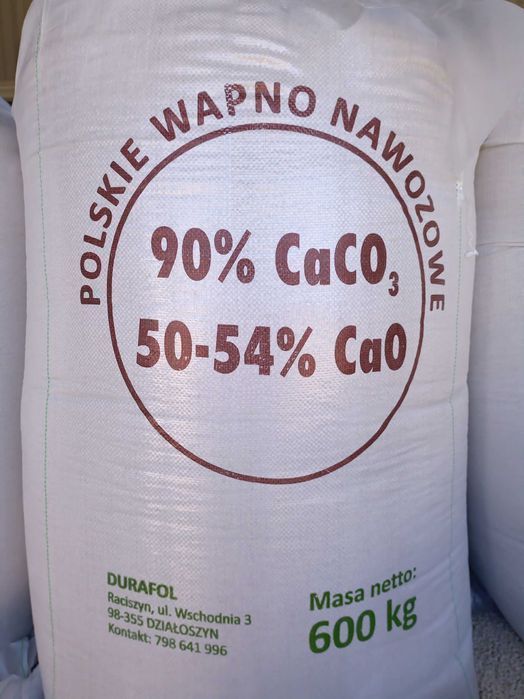 POLSKIE WAPNO NAWOZOWE
90% CaCO₃
50-54% CaO
DURAFOL
Raciszyn, ul. Wschodnia 3
98-355 DZIAŁOSZYN
Kontakt: 798 641 996
Masa netto:
600 kg